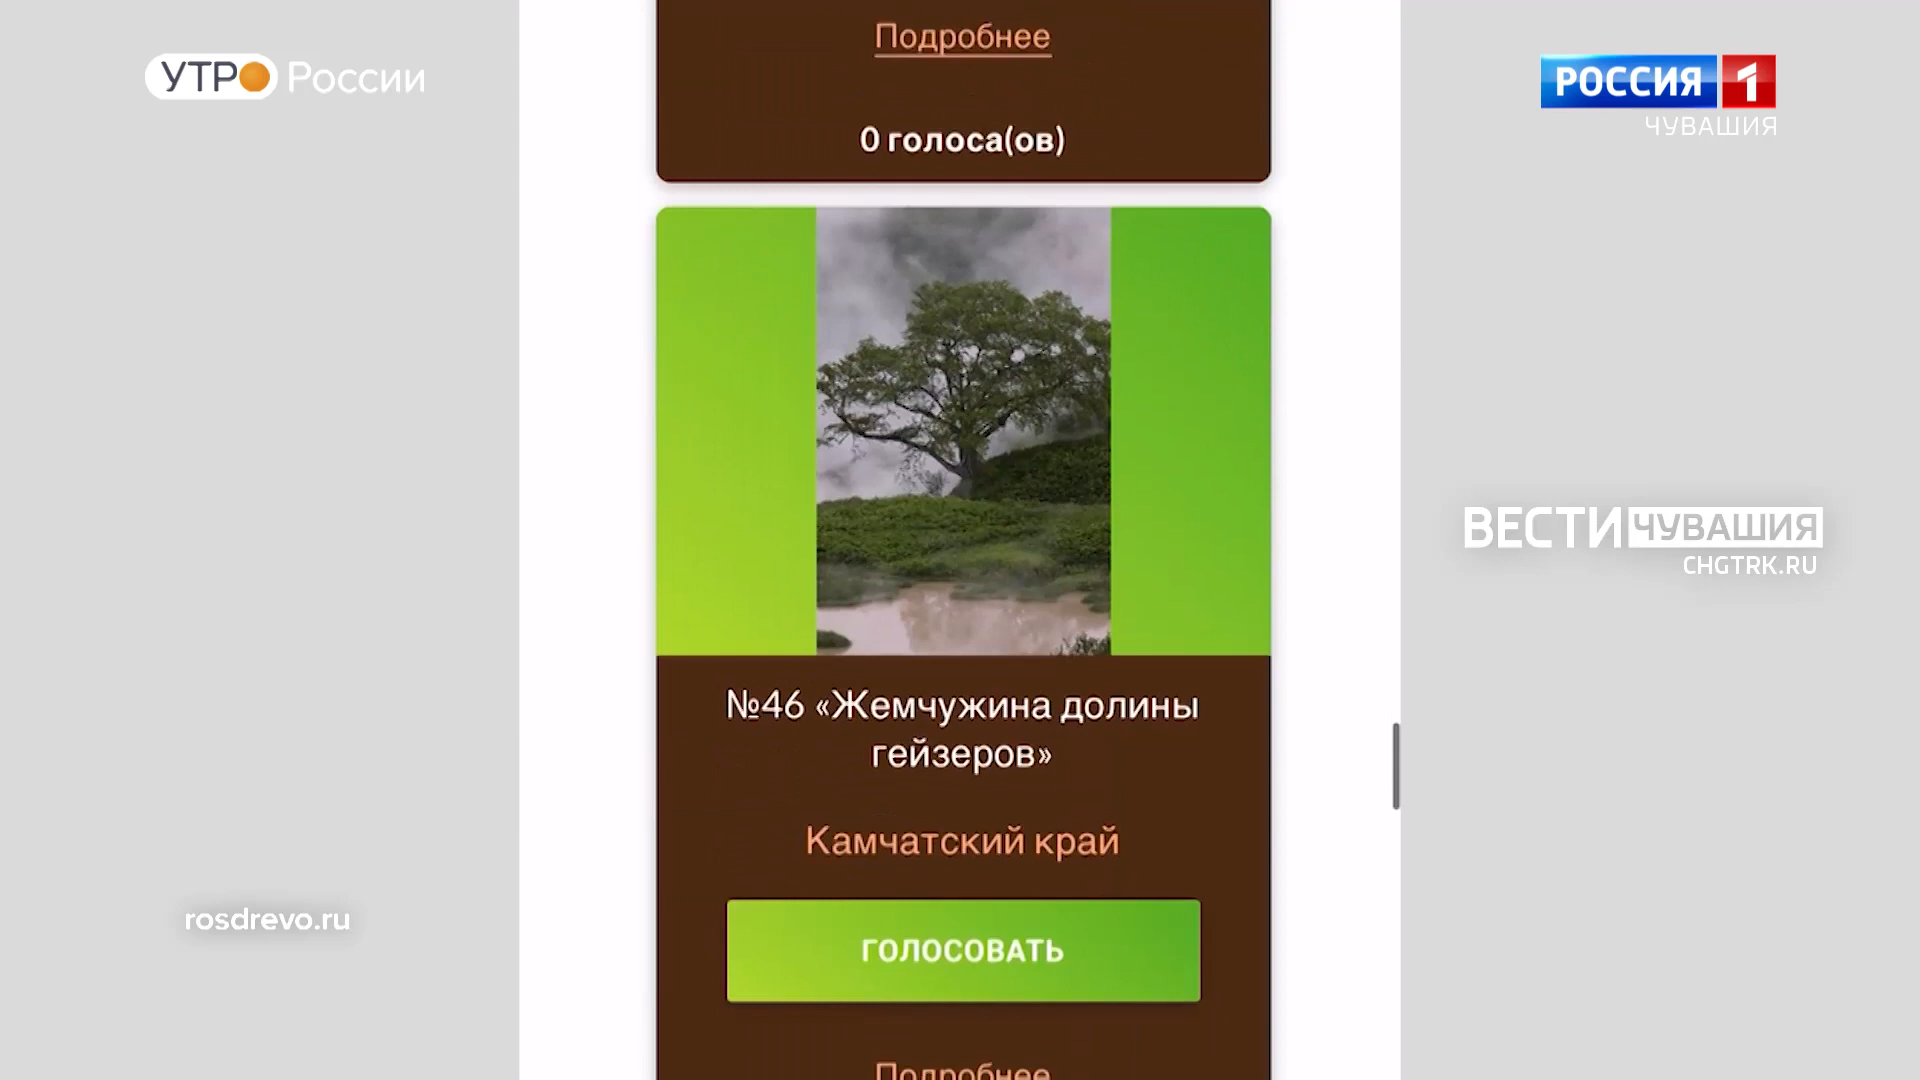 УТРО России
РОССИЯ 1
ЧУВАШИЯ
Подробнее
0 голоса(ов)
№46 «Жемчужина долины
гейзеров»
Камчатский край
ГОЛОСОВАТЬ
Подробнее
ВЕСТИ ЧУВАШИЯ
CHGTRK.RU
rosdrevo.ru